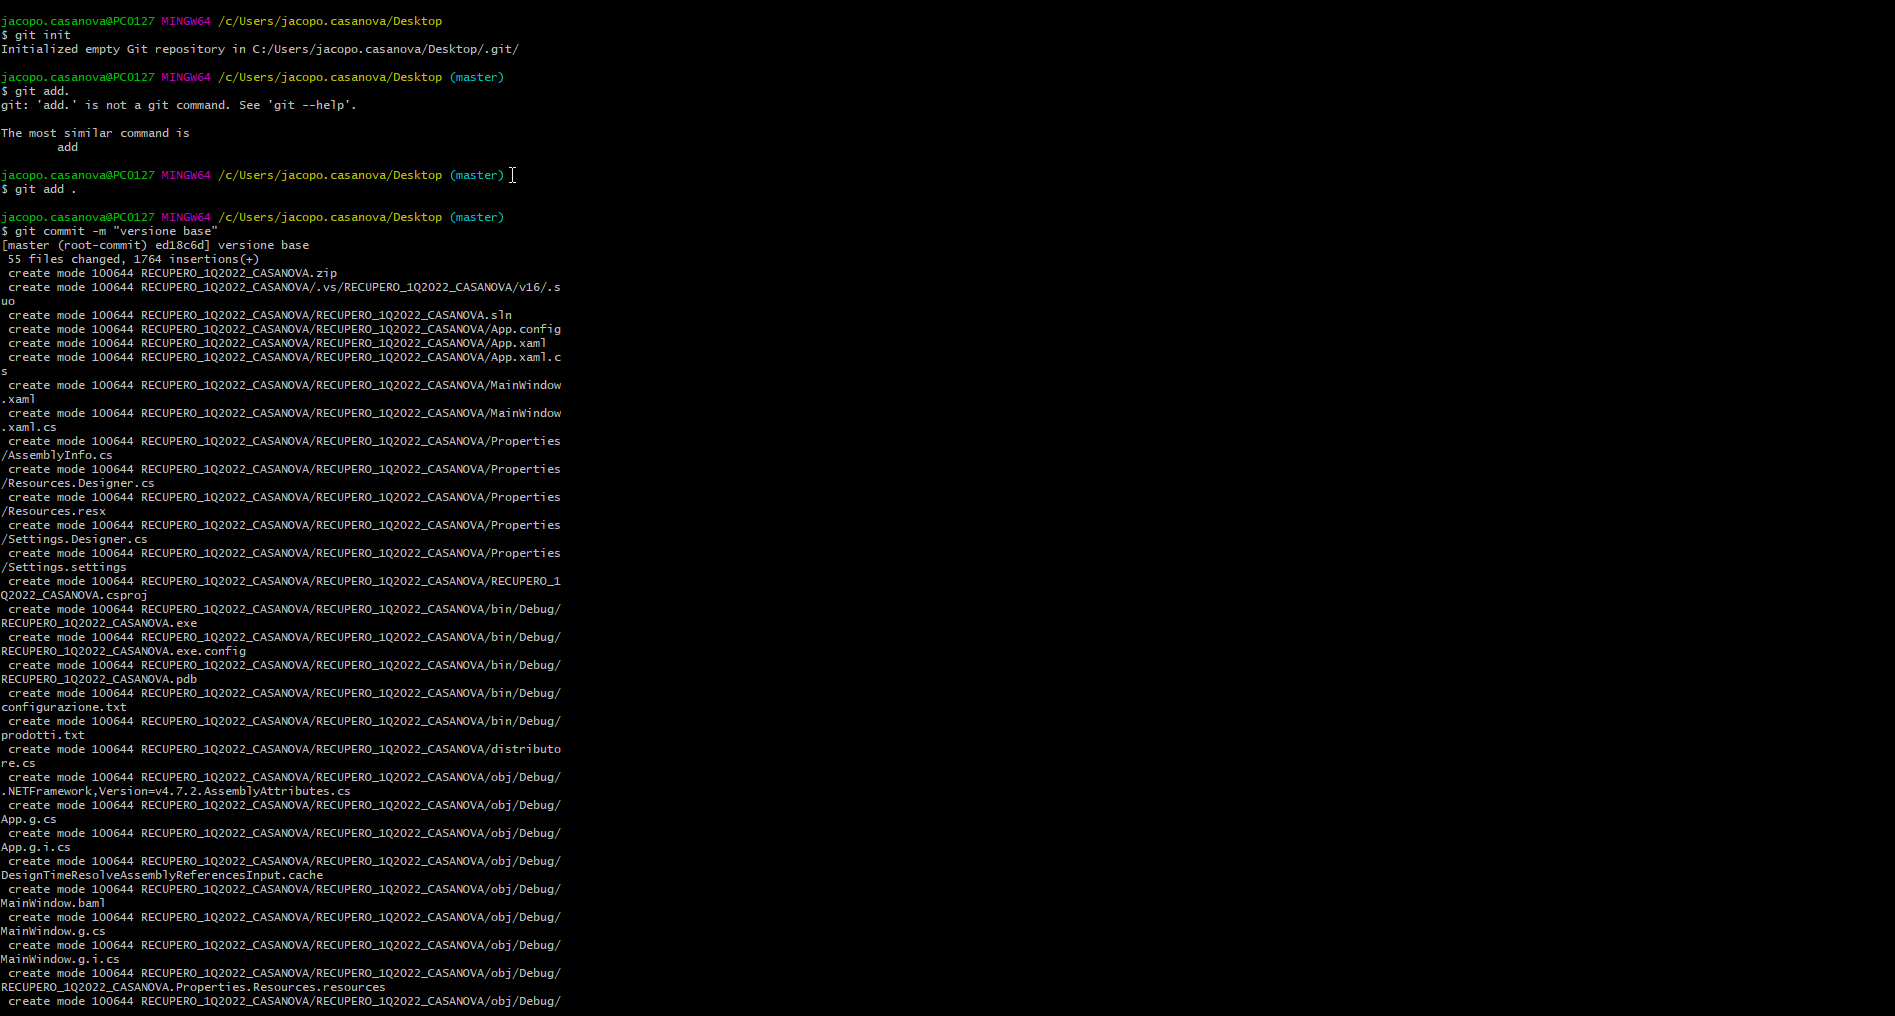 jacopo.casanova@PC0127 MINGW64 /c/Users/jacopo.casanova/Desktop
$ git init
Initialized empty Git repository in C:/Users/jacopo.casanova/Desktop/.git/
jacopo.casanova@PC0127 MINGW64 /c/Users/jacopo.casanova/Desktop (master)
$ git add.
git: 'add.' is not a git command. See 'git --help'.
The most similar command is
add
jacopo.casanova@PC0127 MINGW64 /c/Users/jacopo.casanova/Desktop (master)
$ git add .
jacopo.casanova@PC0127 MINGW64 /c/Users/jacopo.casanova/Desktop (master)
$ git commit -m "versione base"
[master (root-commit) ed18c6d] versione base
55 files changed, 1764 insertions(+)
create mode 100644 RECUPERO_1Q2022_CASANOVA.zip
create mode 100644 RECUPERO_1Q2022_CASANOVA/.vs/RECUPERO_1Q2022_CASANOVA/v16/.s
uo
create mode 100644 RECUPERO_1Q2022_CASANOVA/RECUPERO_1Q2022_CASANOVA.sln
create mode 100644 RECUPERO_1Q2022_CASANOVA/RECUPERO_1Q2022_CASANOVA/App.config
create mode 100644 RECUPERO_1Q2022_CASANOVA/RECUPERO_1Q2022_CASANOVA/App.xaml
create mode 100644 RECUPERO_1Q2022_CASANOVA/RECUPERO_1Q2022_CASANOVA/App.xaml.c
s
create mode 100644 RECUPERO_1Q2022_CASANOVA/RECUPERO_1Q2022_CASANOVA/MainWindow
.xaml
create mode 100644 RECUPERO_1Q2022_CASANOVA/RECUPERO_1Q2022_CASANOVA/MainWindow
.xaml.cs
create mode 100644 RECUPERO_1Q2022_CASANOVA/RECUPERO_1Q2022_CASANOVA/Properties
/AssemblyInfo.cs
create mode 100644 RECUPERO_1Q2022_CASANOVA/RECUPERO_1Q2022_CASANOVA/Properties
/Resources.Designer.cs
create mode 100644 RECUPERO_1Q2022_CASANOVA/RECUPERO_1Q2022_CASANOVA/Properties
/Resources.resx
create mode 100644 RECUPERO_1Q2022_CASANOVA/RECUPERO_1Q2022_CASANOVA/Properties
/Settings.Designer.cs
create mode 100644 RECUPERO_1Q2022_CASANOVA/RECUPERO_1Q2022_CASANOVA/Properties
/Settings.settings
create mode 100644 RECUPERO_1Q2022_CASANOVA/RECUPERO_1Q2022_CASANOVA/RECUPERO_1
Q2022_CASANOVA.csproj
create mode 100644 RECUPERO_1Q2022_CASANOVA/RECUPERO_1Q2022_CASANOVA/bin/Debug/
RECUPERO_1Q2022_CASANOVA.exe
create mode 100644 RECUPERO_1Q2022_CASANOVA/RECUPERO_1Q2022_CASANOVA/bin/Debug/
RECUPERO_1Q2022_CASANOVA.exe.config
create mode 100644 RECUPERO_1Q2022_CASANOVA/RECUPERO_1Q2022_CASANOVA/bin/Debug/
RECUPERO_1Q2022_CASANOVA.pdb
create mode 100644 RECUPERO_1Q2022_CASANOVA/RECUPERO_1Q2022_CASANOVA/bin/Debug/
configurazione.txt
create mode 100644 RECUPERO_1Q2022_CASANOVA/RECUPERO_1Q2022_CASANOVA/bin/Debug/
prodotti.txt
create mode 100644 RECUPERO_1Q2022_CASANOVA/RECUPERO_1Q2022_CASANOVA/distributo
re.cs
create mode 100644 RECUPERO_1Q2022_CASANOVA/RECUPERO_1Q2022_CASANOVA/obj/Debug/
.NETFramework,Version=v4.7.2.AssemblyAttributes.cs
create mode 100644 RECUPERO_1Q2022_CASANOVA/RECUPERO_1Q2022_CASANOVA/obj/Debug/
App.g.cs
create mode 100644 RECUPERO_1Q2022_CASANOVA/RECUPERO_1Q2022_CASANOVA/obj/Debug/
App.g.i.cs
create mode 100644 RECUPERO_1Q2022_CASANOVA/RECUPERO_1Q2022_CASANOVA/obj/Debug/
DesignTimeResolveAssemblyReferencesInput.cache
create mode 100644 RECUPERO_1Q2022_CASANOVA/RECUPERO_1Q2022_CASANOVA/obj/Debug/
MainWindow.baml
create mode 100644 RECUPERO_1Q2022_CASANOVA/RECUPERO_1Q2022_CASANOVA/obj/Debug/
MainWindow.g.cs
create mode 100644 RECUPERO_1Q2022_CASANOVA/RECUPERO_1Q2022_CASANOVA/obj/Debug/
MainWindow.g.i.cs
create mode 100644 RECUPERO_1Q2022_CASANOVA/RECUPERO_1Q2022_CASANOVA/obj/Debug/
RECUPERO_1Q2022_CASANOVA.Properties.Resources.resources
create mode 100644 RECUPERO_1Q2022_CASANOVA/RECUPERO_1Q2022_CASANOVA/obj/Debug/